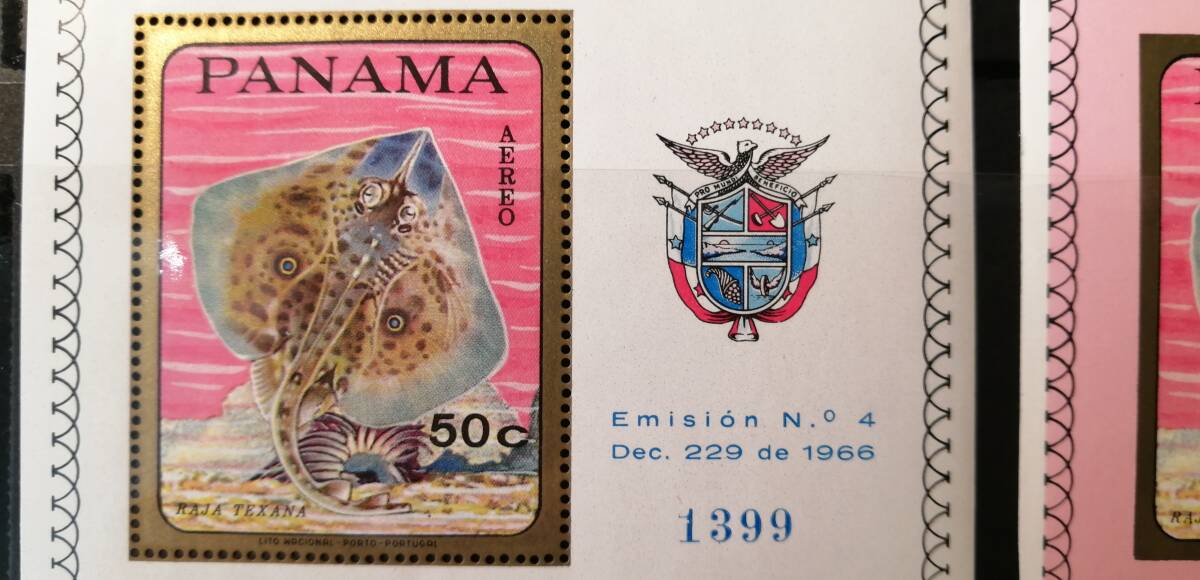 PANAMA
AEREO
50c
RAJA TEXANA
LITO NACIONAL - PORTO - PORTUGAL
PRO MUNDI BENEFICIO
Emisión N.º 4
Dec. 229 de 1966
1399